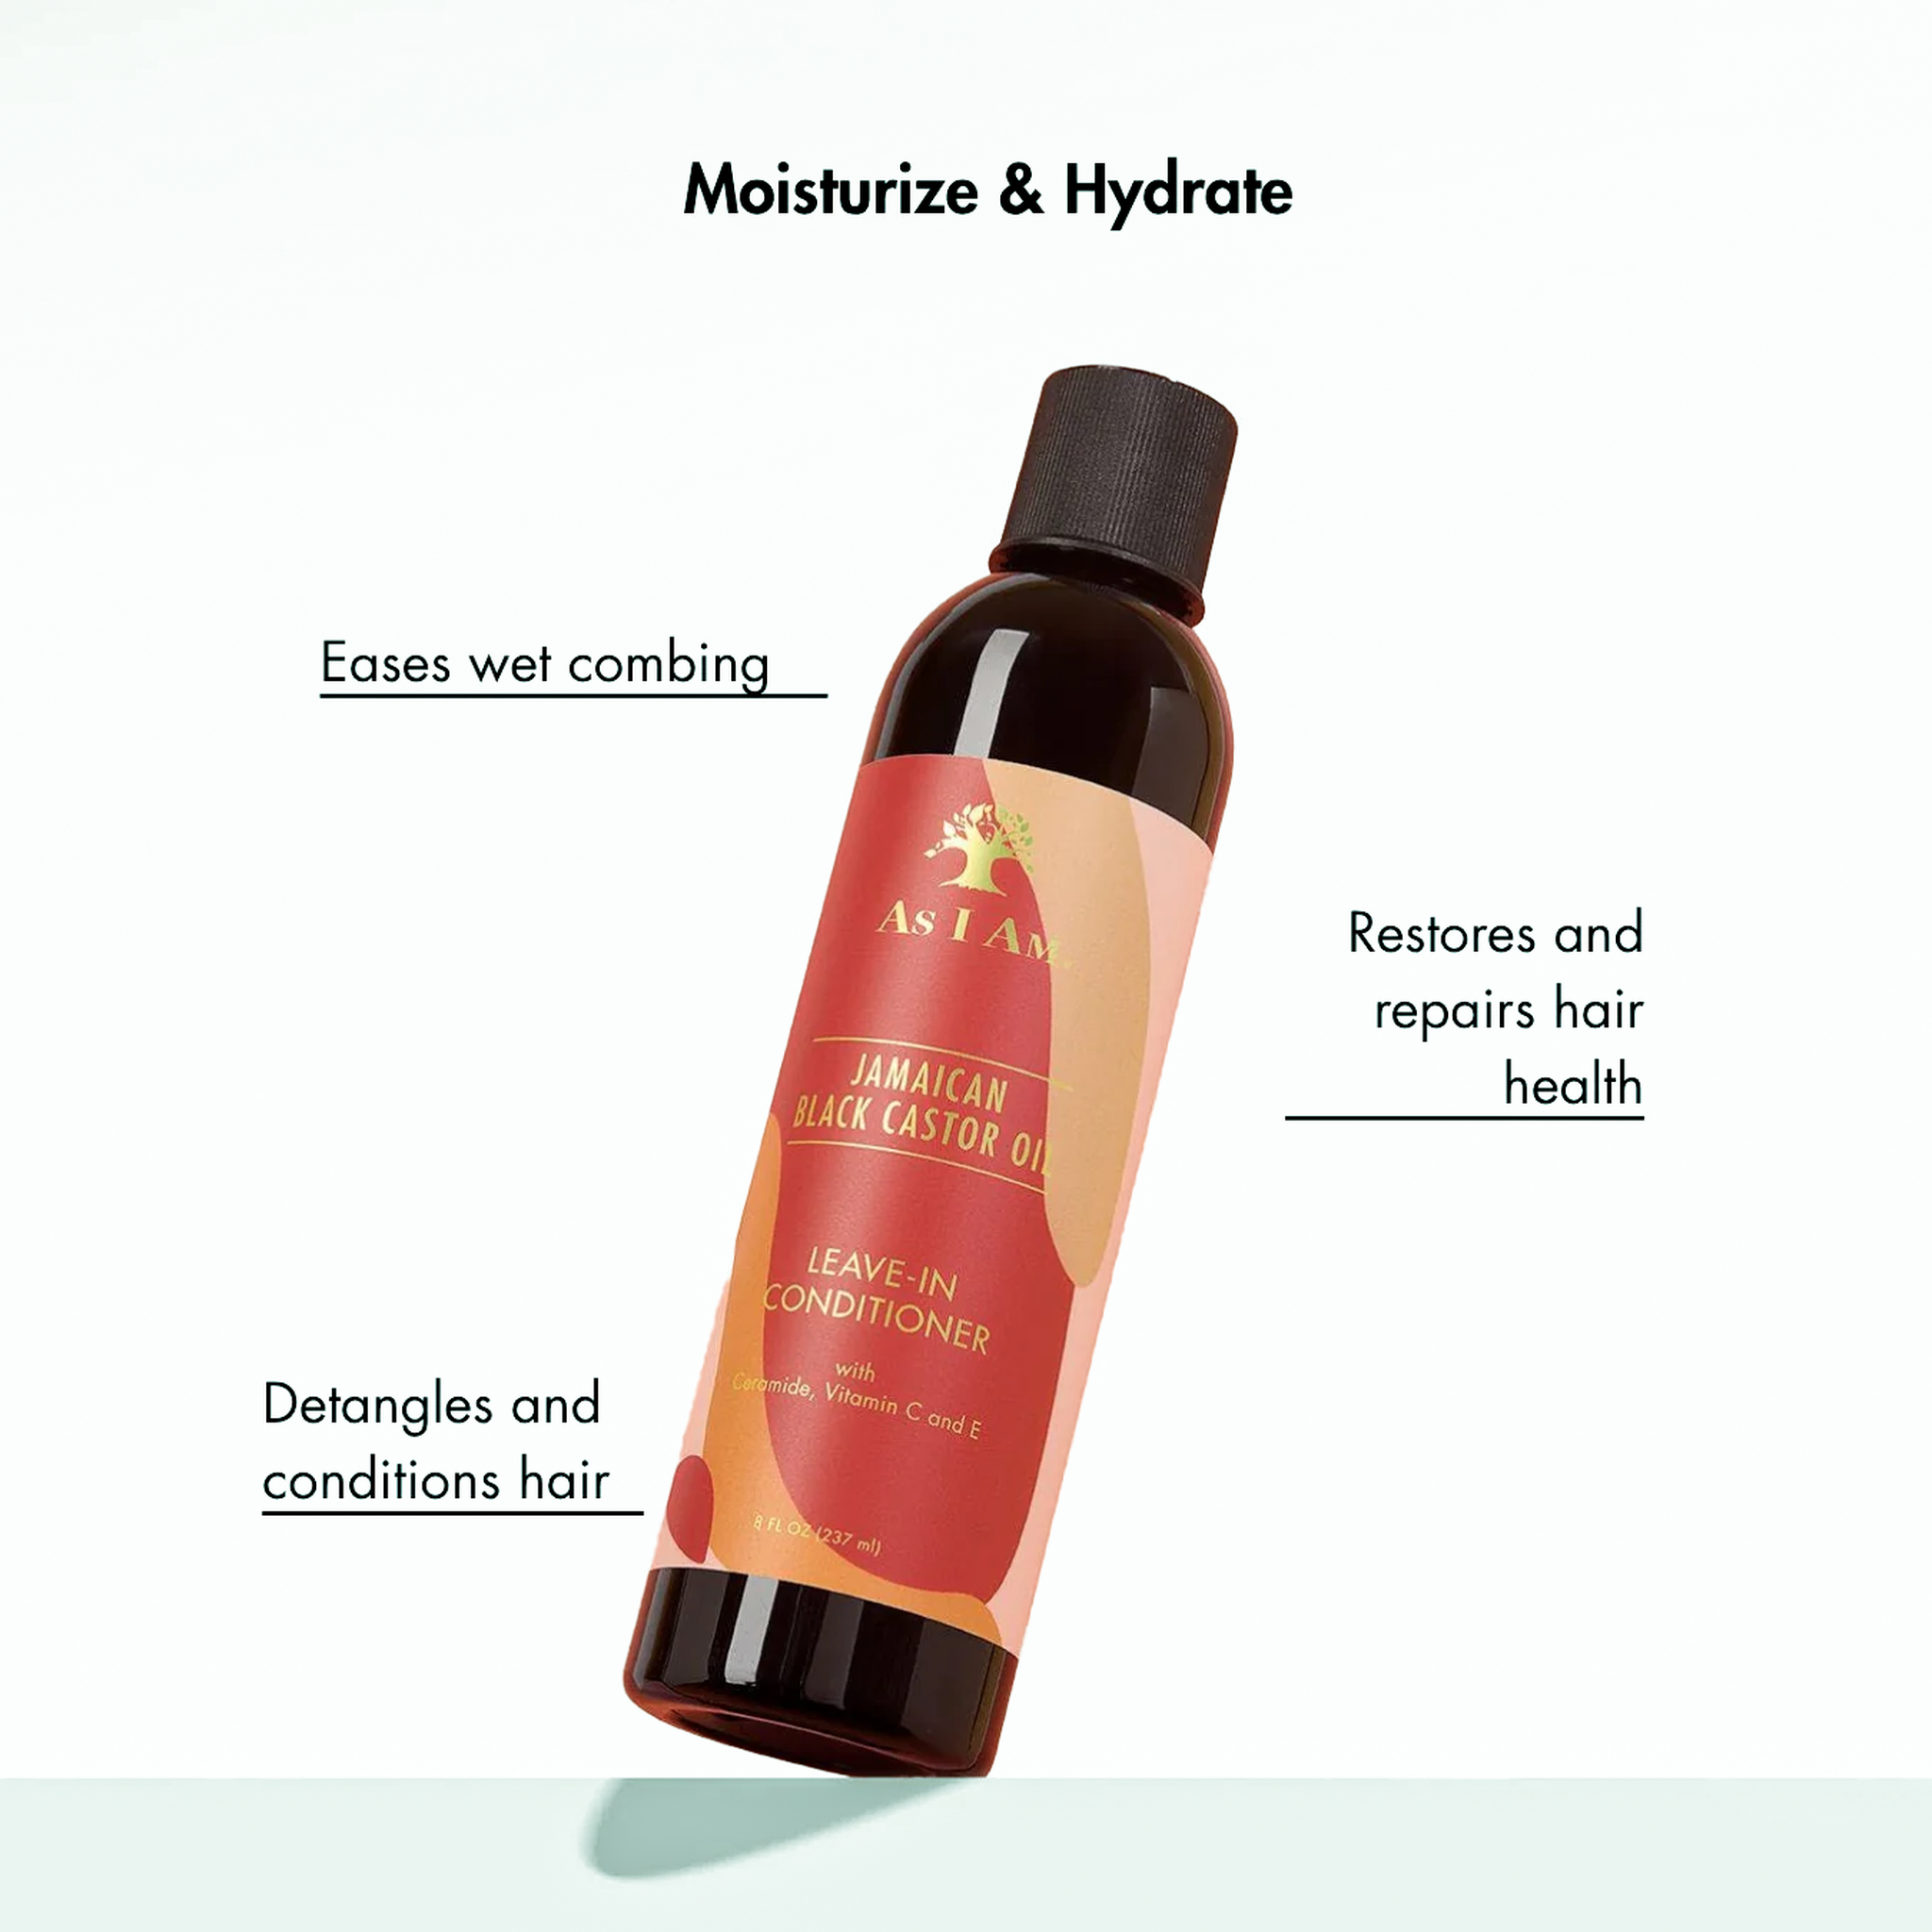 Moisturize & Hydrate
Eases wet combing
As I Am
Restores and
repairs hair
health
JAMAICAN
BLACK CASTOR OIL
LEAVE-IN
CONDITIONER
with
Ceramide, Vitamin C and E
Detangles and
conditions hair
8 FL OZ (237 ml)